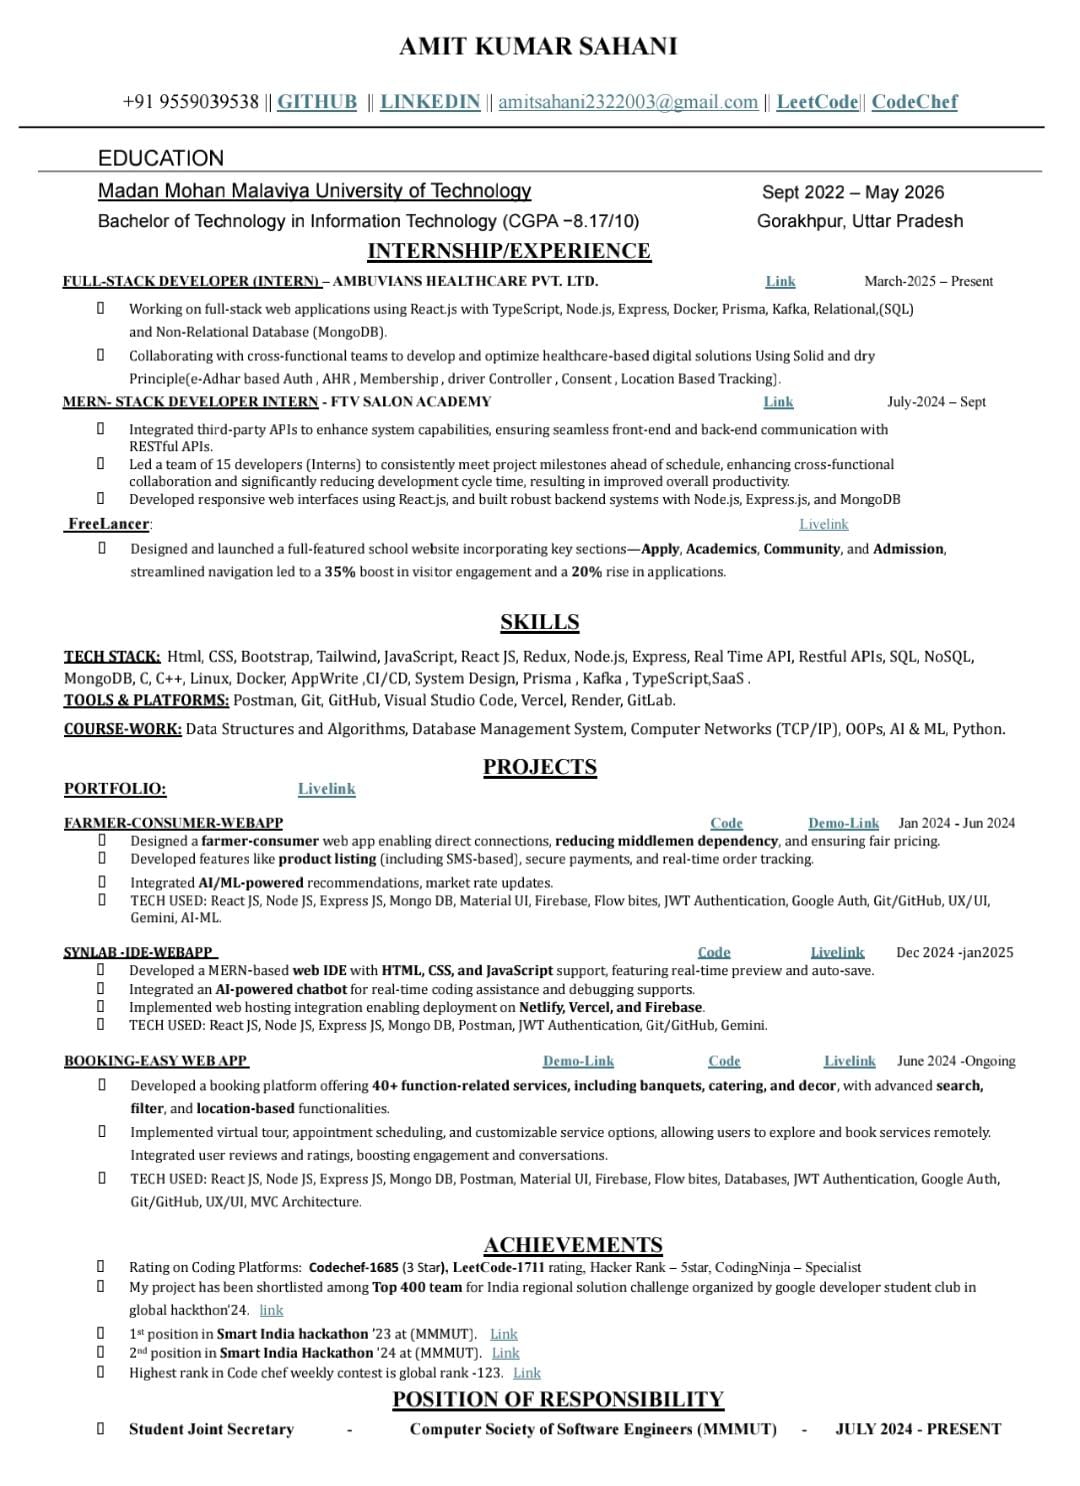 AMIT KUMAR SAHANI
+91 9559039538 || GITHUB || LINKEDIN || amitsahani2322003@gmail.com || LeetCode|| CodeChef
EDUCATION
Madan Mohan Malaviya University of Technology Sept 2022 – May 2026
Bachelor of Technology in Information Technology (CGPA −8.17/10) Gorakhpur, Uttar Pradesh
INTERNSHIP/EXPERIENCE
FULL-STACK DEVELOPER (INTERN) – AMBUVIANS HEALTHCARE PVT. LTD. Link March-2025 – Present
Working on full-stack web applications using React.js with TypeScript, Node.js, Express, Docker, Prisma, Kafka, Relational,(SQL)
and Non-Relational Database (MongoDB).
Collaborating with cross-functional teams to develop and optimize healthcare-based digital solutions Using Solid and dry
Principle(e-Adhar based Auth , AHR , Membership , driver Controller , Consent , Location Based Tracking).
MERN- STACK DEVELOPER INTERN - FTV SALON ACADEMY Link July-2024 – Sept
Integrated third-party APIs to enhance system capabilities, ensuring seamless front-end and back-end communication with
RESTful APIs.
Led a team of 15 developers (Interns) to consistently meet project milestones ahead of schedule, enhancing cross-functional
collaboration and significantly reducing development cycle time, resulting in improved overall productivity.
Developed responsive web interfaces using React.js, and built robust backend systems with Node.js, Express.js, and MongoDB
FreeLancer: Livelink
Designed and launched a full-featured school website incorporating key sections—Apply, Academics, Community, and Admission,
streamlined navigation led to a 35% boost in visitor engagement and a 20% rise in applications.
SKILLS
TECH STACK: Html, CSS, Bootstrap, Tailwind, JavaScript, React JS, Redux, Node.js, Express, Real Time API, Restful APIs, SQL, NoSQL,
MongoDB, C, C++, Linux, Docker, AppWrite ,CI/CD, System Design, Prisma , Kafka , TypeScript,SaaS .
TOOLS & PLATFORMS: Postman, Git, GitHub, Visual Studio Code, Vercel, Render, GitLab.
COURSE-WORK: Data Structures and Algorithms, Database Management System, Computer Networks (TCP/IP), OOPs, AI & ML, Python.
PROJECTS
PORTFOLIO: Livelink
FARMER-CONSUMER-WEBAPP Code Demo-Link Jan 2024 - Jun 2024
Designed a farmer-consumer web app enabling direct connections, reducing middlemen dependency, and ensuring fair pricing.
Developed features like product listing (including SMS-based), secure payments, and real-time order tracking.
Integrated AI/ML-powered recommendations, market rate updates.
TECH USED: React JS, Node JS, Express JS, Mongo DB, Material UI, Firebase, Flow bites, JWT Authentication, Google Auth, Git/GitHub, UX/UI,
Gemini, AI-ML.
SYNLAB -IDE-WEBAPP Code Livelink Dec 2024 -jan2025
Developed a MERN-based web IDE with HTML, CSS, and JavaScript support, featuring real-time preview and auto-save.
Integrated an AI-powered chatbot for real-time coding assistance and debugging supports.
Implemented web hosting integration enabling deployment on Netlify, Vercel, and Firebase.
TECH USED: React JS, Node JS, Express JS, Mongo DB, Postman, JWT Authentication, Git/GitHub, Gemini.
BOOKING-EASY WEB APP Demo-Link Code Livelink June 2024 -Ongoing
Developed a booking platform offering 40+ function-related services, including banquets, catering, and decor, with advanced search,
filter, and location-based functionalities.
Implemented virtual tour, appointment scheduling, and customizable service options, allowing users to explore and book services remotely.
Integrated user reviews and ratings, boosting engagement and conversations.
TECH USED: React JS, Node JS, Express JS, Mongo DB, Postman, Material UI, Firebase, Flow bites, Databases, JWT Authentication, Google Auth,
Git/GitHub, UX/UI, MVC Architecture.
ACHIEVEMENTS
Rating on Coding Platforms: Codechef-1685 (3 Star), LeetCode-1711 rating, Hacker Rank – 5star, CodingNinja – Specialist
My project has been shortlisted among Top 400 team for India regional solution challenge organized by google developer student club in
global hackthon'24. link
1st position in Smart India hackathon '23 at (MMMUT). Link
2nd position in Smart India Hackathon '24 at (MMMUT). Link
Highest rank in Code chef weekly contest is global rank -123. Link
POSITION OF RESPONSIBILITY
Student Joint Secretary - Computer Society of Software Engineers (MMMUT) - JULY 2024 - PRESENT